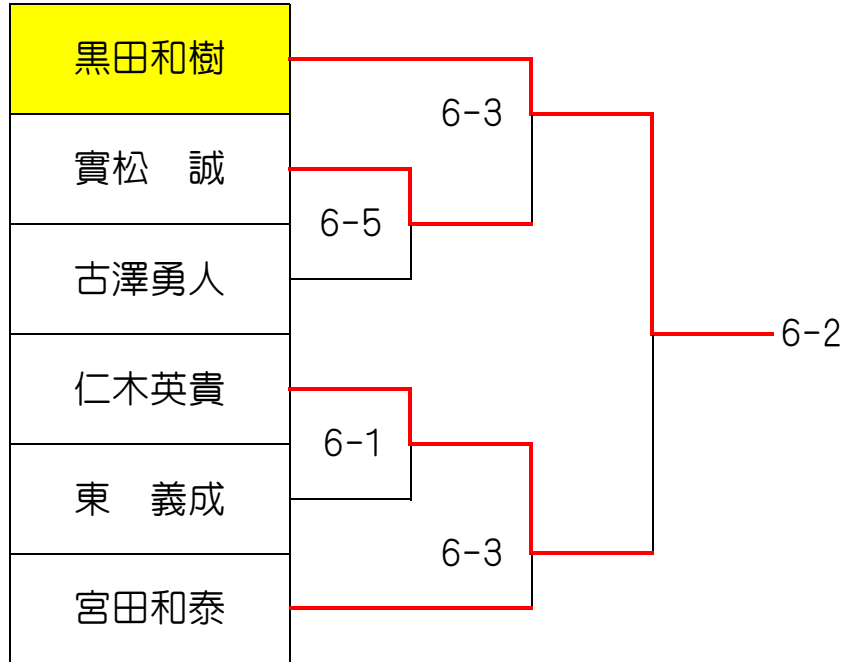 黒田和樹
6-3
實松　誠
6-5
古澤勇人
6-2
仁木英貴
6-1
東　義成
6-3
宮田和泰